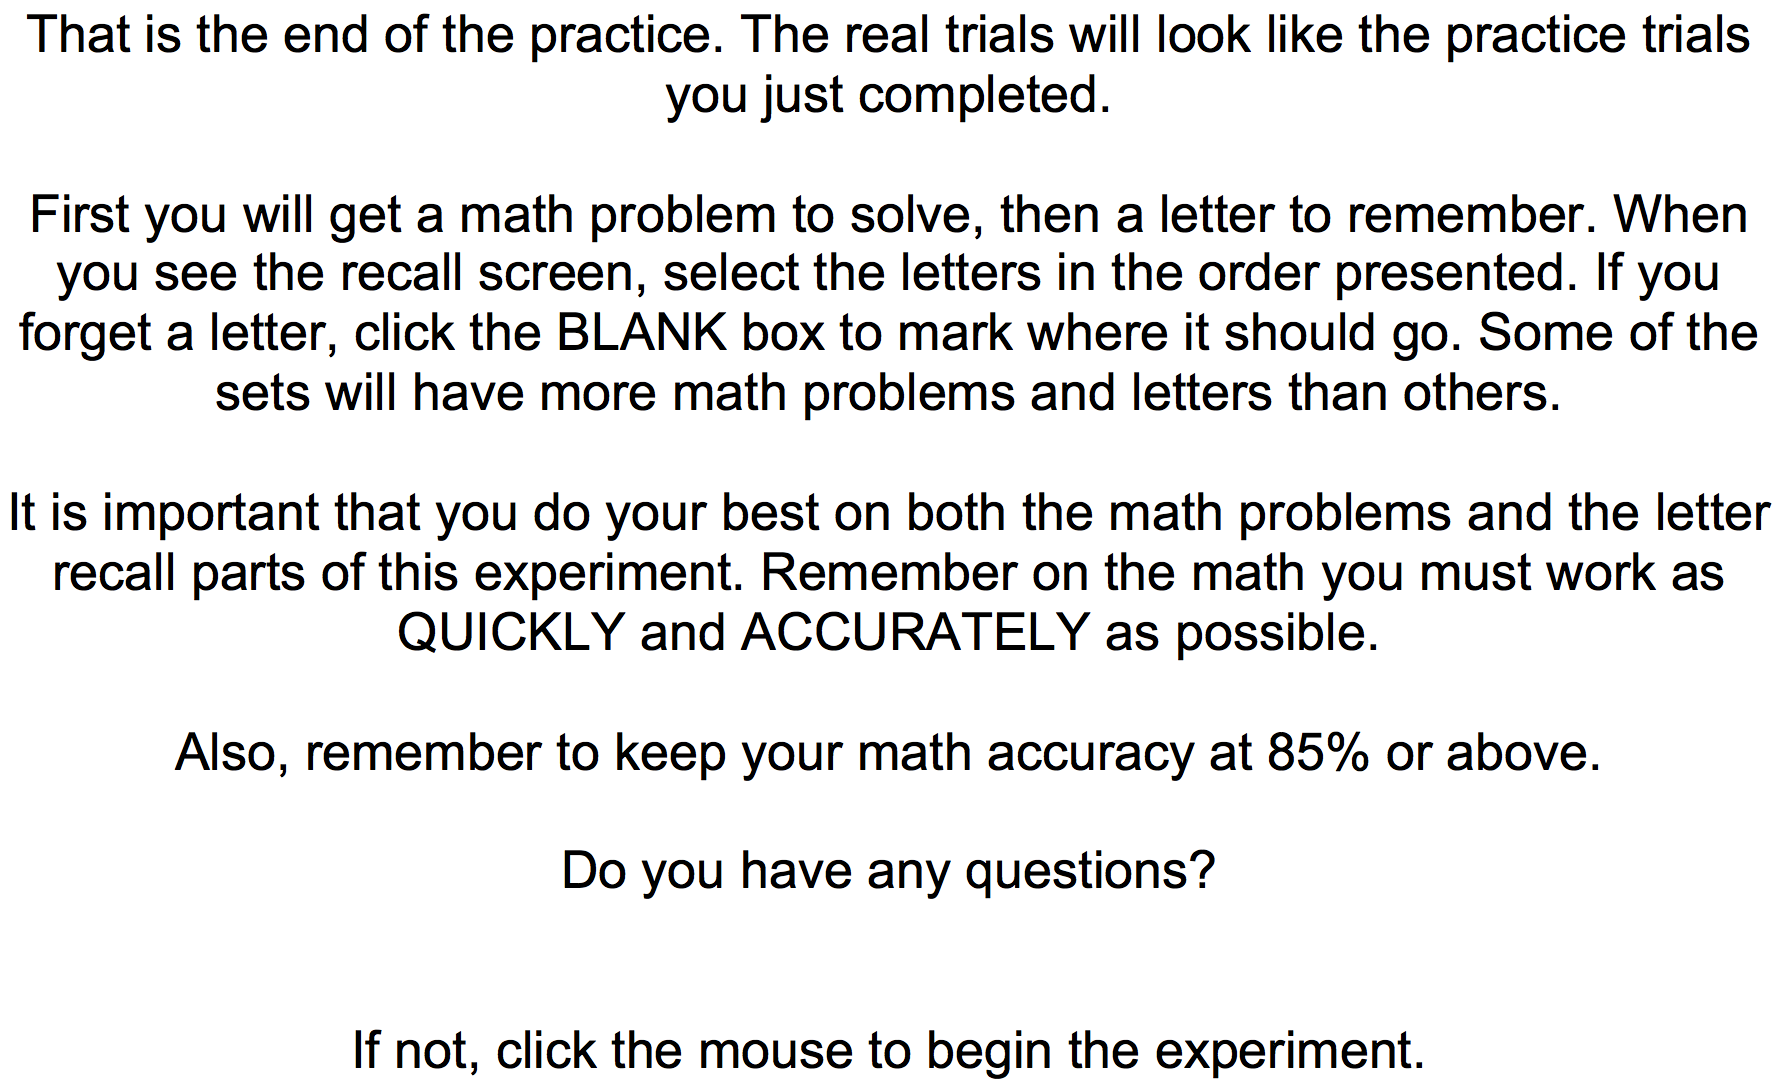 That is the end of the practice. The real trials will look like the practice trials
you just completed.
First you will get a math problem to solve, then a letter to remember. When
you see the recall screen, select the letters in the order presented. If you
forget a letter, click the BLANK box to mark where it should go. Some of the
sets will have more math problems and letters than others.
It is important that you do your best on both the math problems and the letter
recall parts of this experiment. Remember on the math you must work as
QUICKLY and ACCURATELY as possible.
Also, remember to keep your math accuracy at 85% or above.
Do you have any questions?
If not, click the mouse to begin the experiment.